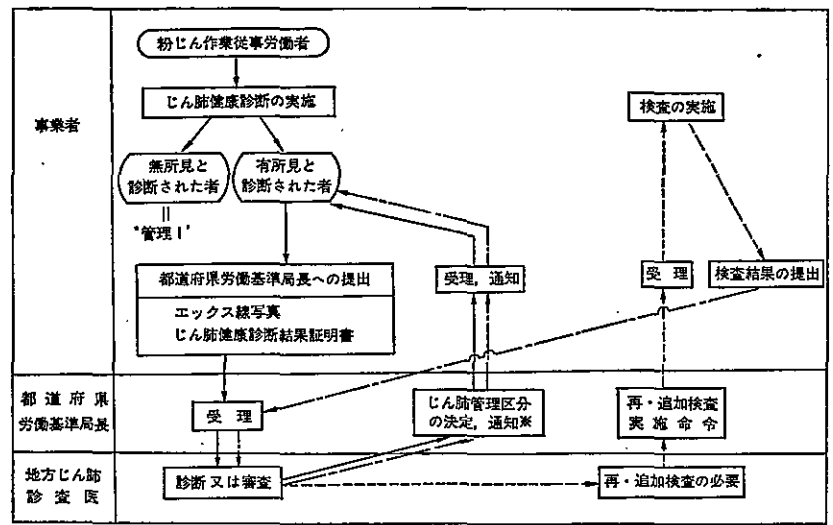 事業者
粉じん作業従事労働者
じん肺健康診断の実施
無所見と
診断された者
有所見と
診断された者
||
"管理1"
都道府県労働基準局長への提出
エックス線写真
じん肺健康診断結果証明書
受理,通知
検査の実施
受 理
検査結果の提出
都道府県
労働基準局長
受 理
じん肺管理区分
の決定,通知※
再・追加検査
実施命令
地方じん肺
診査医
診断又は審査
再・追加検査の必要